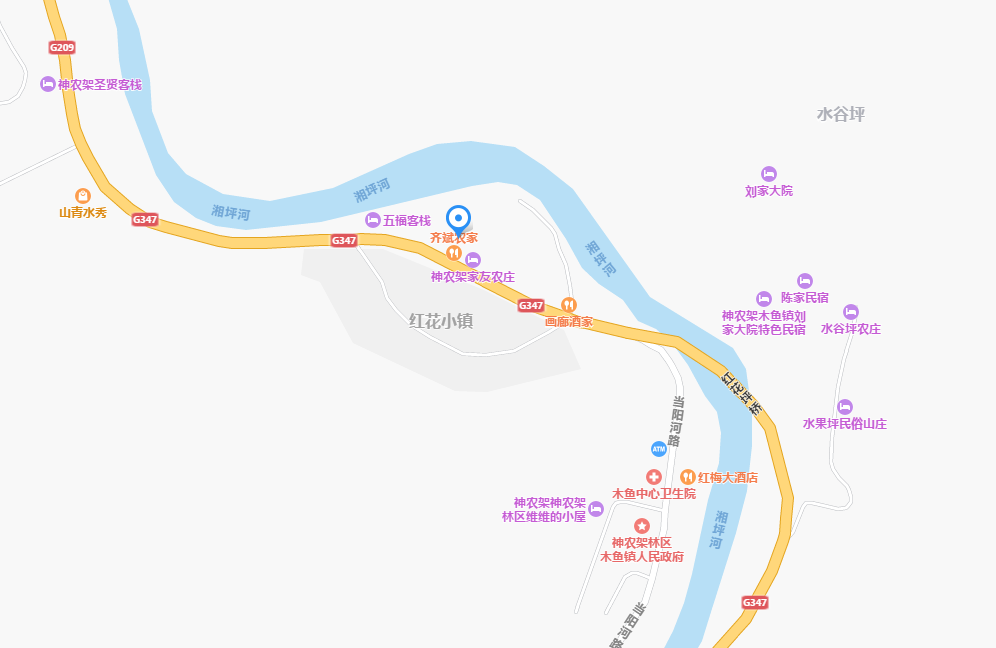 G209
神农架圣贤客栈
水谷坪
刘家大院
湘坪河
山青水秀
湘坪河
G347
五福客栈
G347
齐斌农家
湘坪河
神农架家友农庄
陈家民宿
G347
画廊酒家
红花小镇
神农架木鱼镇刘
家大院特色民宿
水谷坪农庄
红花坪桥
当阳河路
水果坪民俗山庄
ATM
红梅大酒店
木鱼中心卫生院
神农架神农架
林区维维的小屋
湘坪河
神农架林区
木鱼镇人民政府
G347
当阳河路